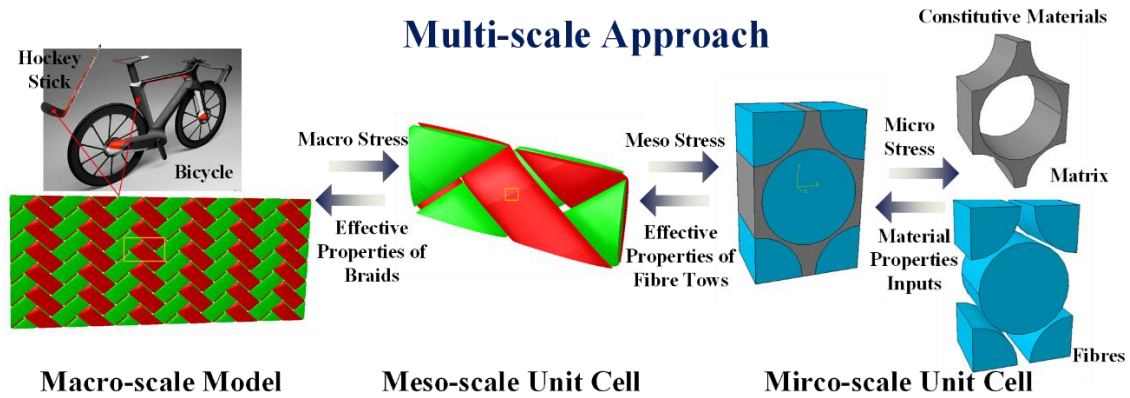 Multi-scale Approach
Hockey
Stick
Bicycle
Macro Stress
Effective
Properties of
Braids
Meso Stress
Effective
Properties of
Fibre Tows
Micro
Stress
Material
Properties
Inputs
Constitutive Materials
Matrix
Fibres
Macro-scale Model
Meso-scale Unit Cell
Mirco-scale Unit Cell